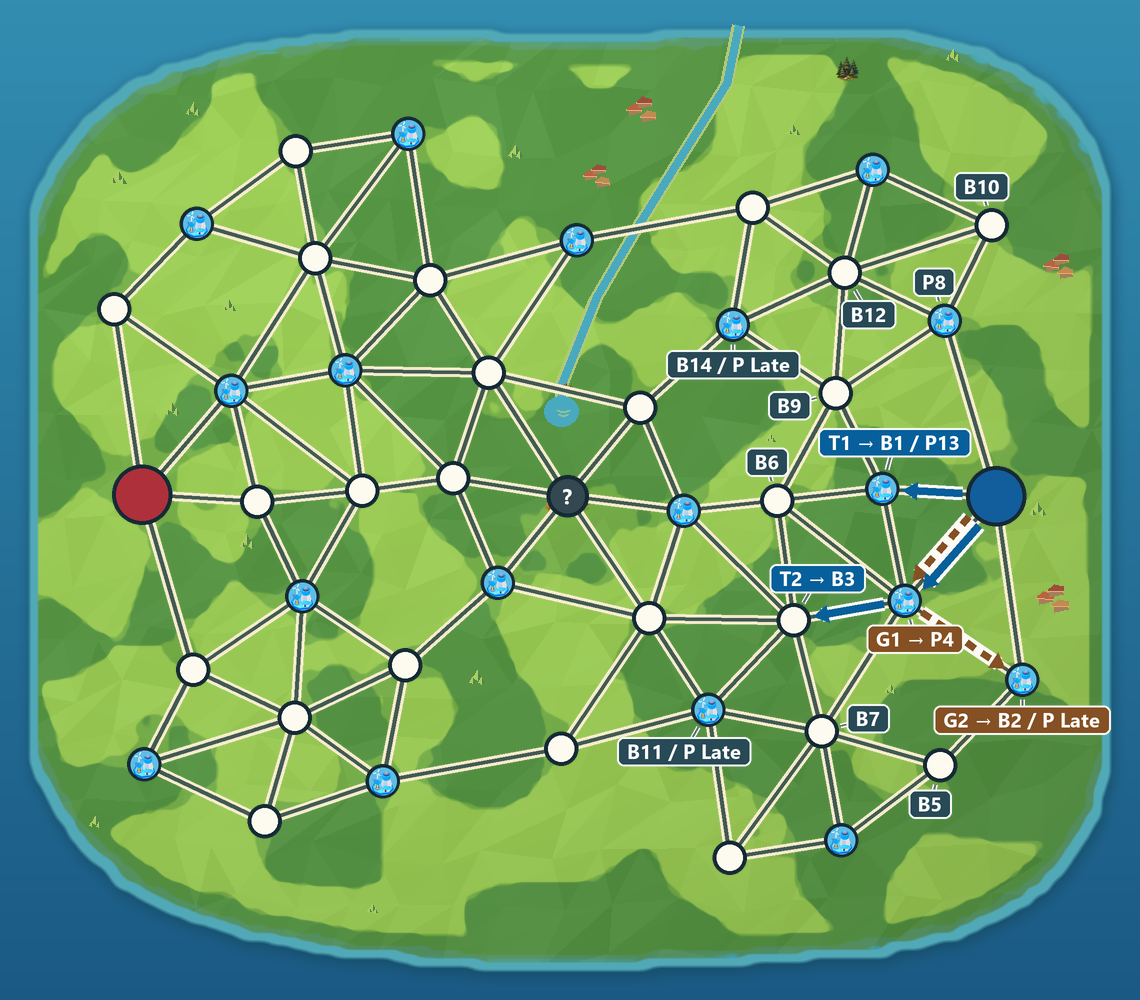 B10
P8
B12
B14 / P Late
B9
T1 → B1 / P13
B6
?
T2 → B3
G1 → P4
G2 → B2 / P Late
B7
B11 / P Late
B5